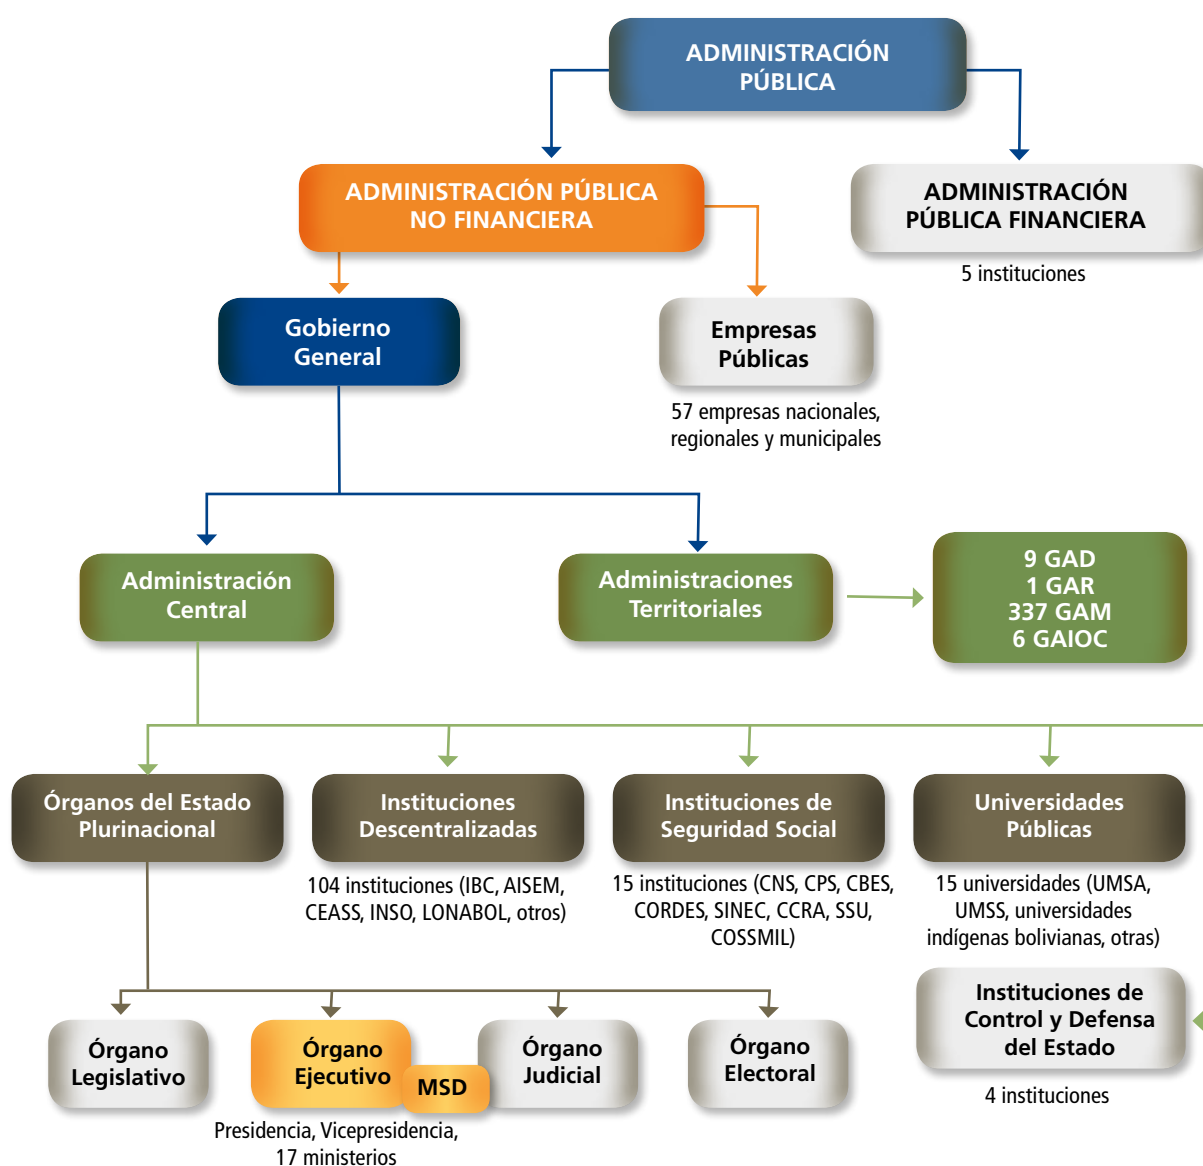 ADMINISTRACIÓN
PÚBLICA
ADMINISTRACIÓN PÚBLICA
NO FINANCIERA
ADMINISTRACIÓN
PÚBLICA FINANCIERA
5 instituciones
Gobierno
General
Empresas
Públicas
57 empresas nacionales,
regionales y municipales
Administración
Central
Administraciones
Territoriales
9 GAD
1 GAR
337 GAM
6 GAIOC
Órganos del Estado
Plurinacional
Instituciones
Descentralizadas
104 instituciones (IBC, AISEM,
CEASS, INSO, LONABOL, otros)
Instituciones de
Seguridad Social
15 instituciones (CNS, CPS, CBES,
CORDES, SINEC, CCRA, SSU,
COSSMIL)
Universidades
Públicas
15 universidades (UMSA,
UMSS, universidades
indígenas bolivianas, otras)
Instituciones de
Control y Defensa
del Estado
4 instituciones
Órgano
Legislativo
Órgano
Ejecutivo
MSD
Presidencia, Vicepresidencia,
17 ministerios
Órgano
Judicial
Órgano
Electoral